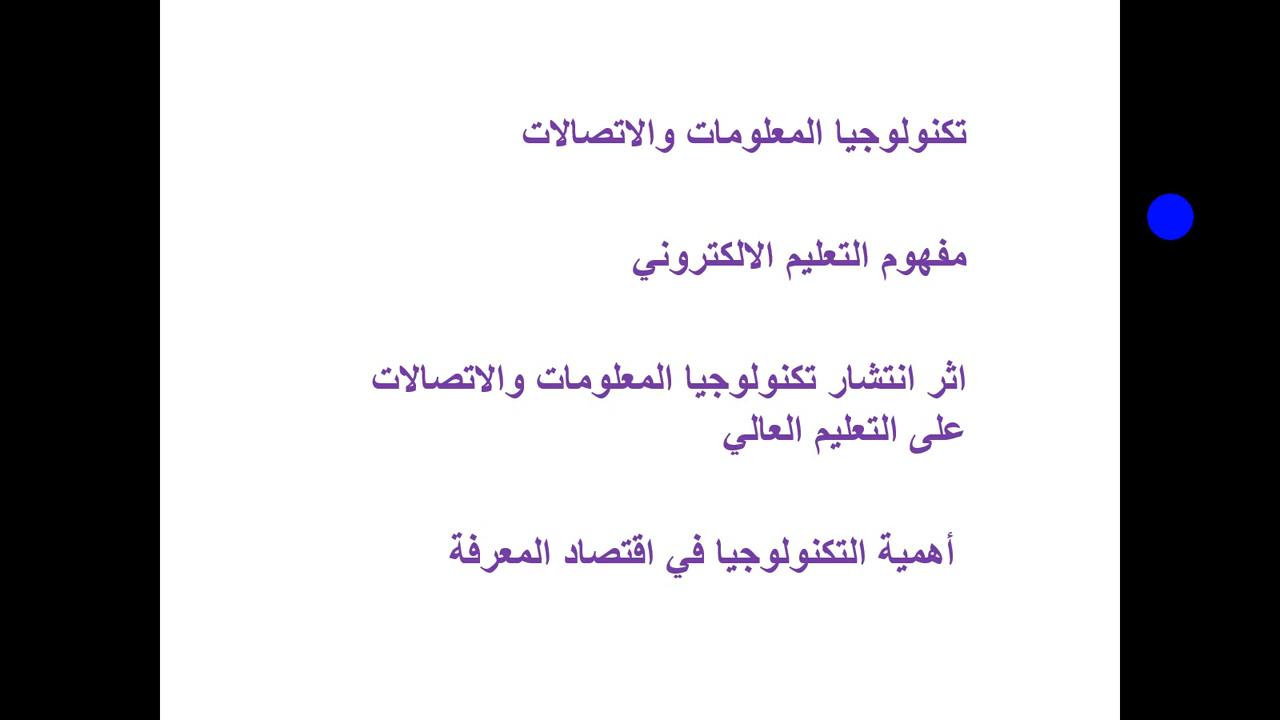 تكنولوجيا المعلومات والاتصالات
مفهوم التعليم الالكتروني
اثر انتشار تكنولوجيا المعلومات والاتصالات
على التعليم العالي
أهمية التكنولوجيا في اقتصاد المعرفة